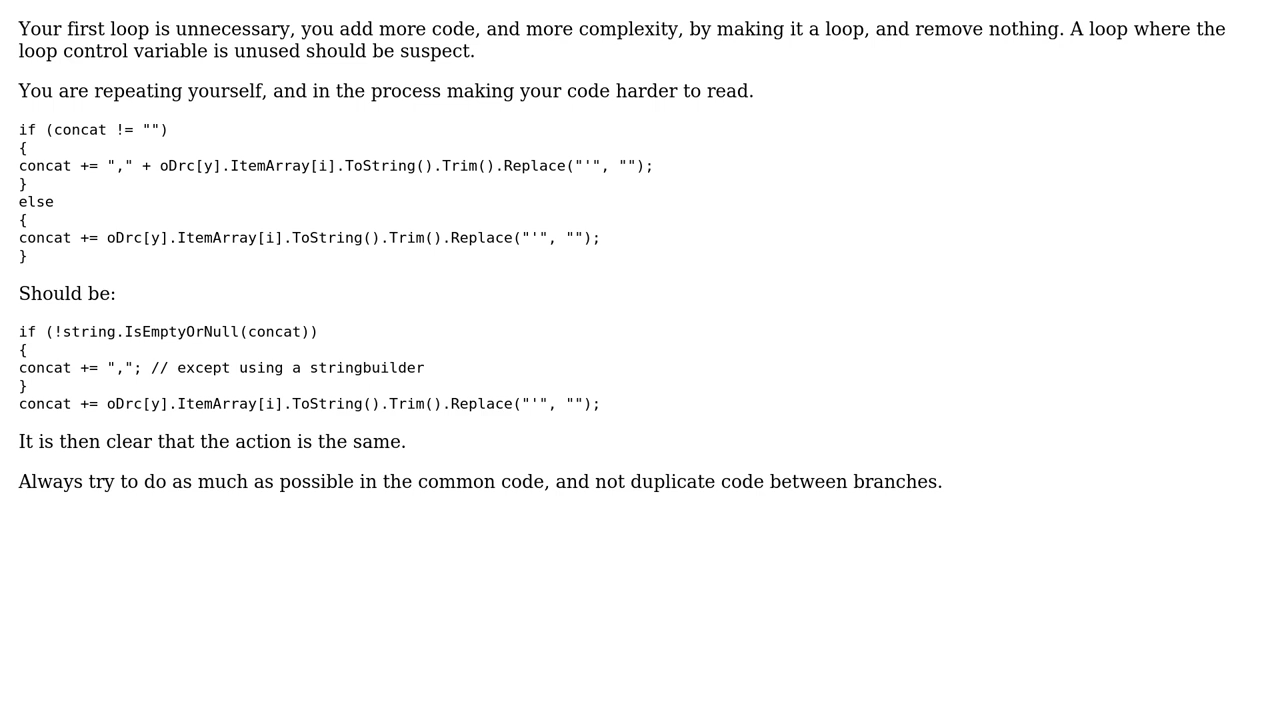 Your first loop is unnecessary, you add more code, and more complexity, by making it a loop, and remove nothing. A loop where the
loop control variable is unused should be suspect.
You are repeating yourself, and in the process making your code harder to read.
if (concat != "")
{
concat += "," + oDrc[y].ItemArray[i].ToString().Trim().Replace("'", "");
}
else
{
concat += oDrc[y].ItemArray[i].ToString().Trim().Replace("'", "");
}
Should be:
if (!string.IsEmptyOrNull(concat))
{
concat += ","; // except using a stringbuilder
}
concat += oDrc[y].ItemArray[i].ToString().Trim().Replace("'", "");
It is then clear that the action is the same.
Always try to do as much as possible in the common code, and not duplicate code between branches.